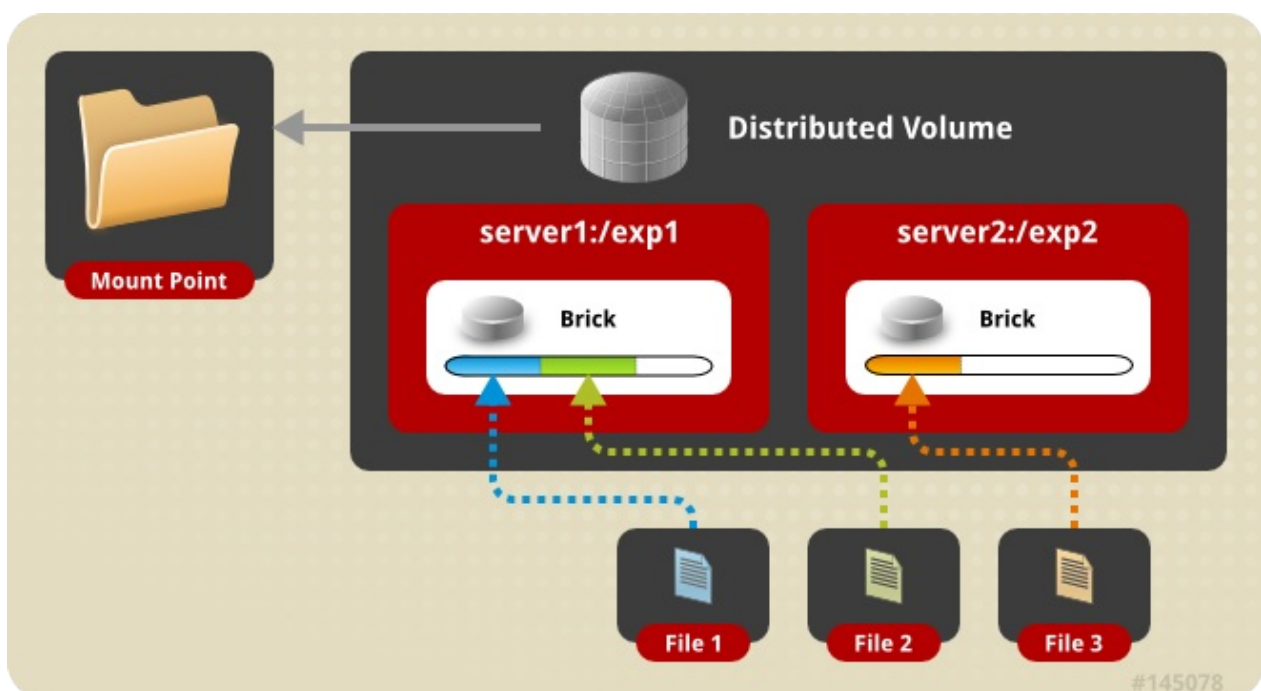 Distributed Volume
Mount Point
server1:/exp1
server2:/exp2
Brick
Brick
File 1
File 2
File 3
#145078